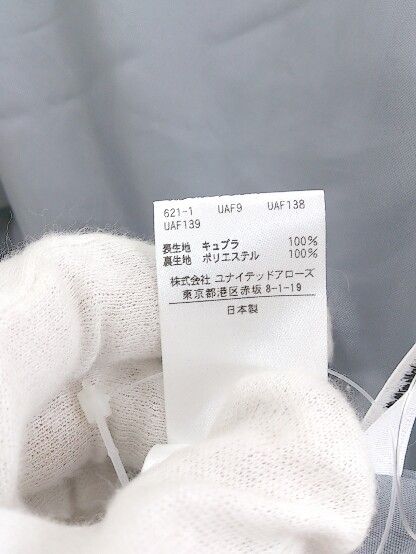 621-1 UAF9 UAF138
UAF139
表生地 キュプラ 100%
裏生地 ポリエステル 100%
株式会社 ユナイテッドアローズ
東京都港区赤坂 8-1-19
日本製